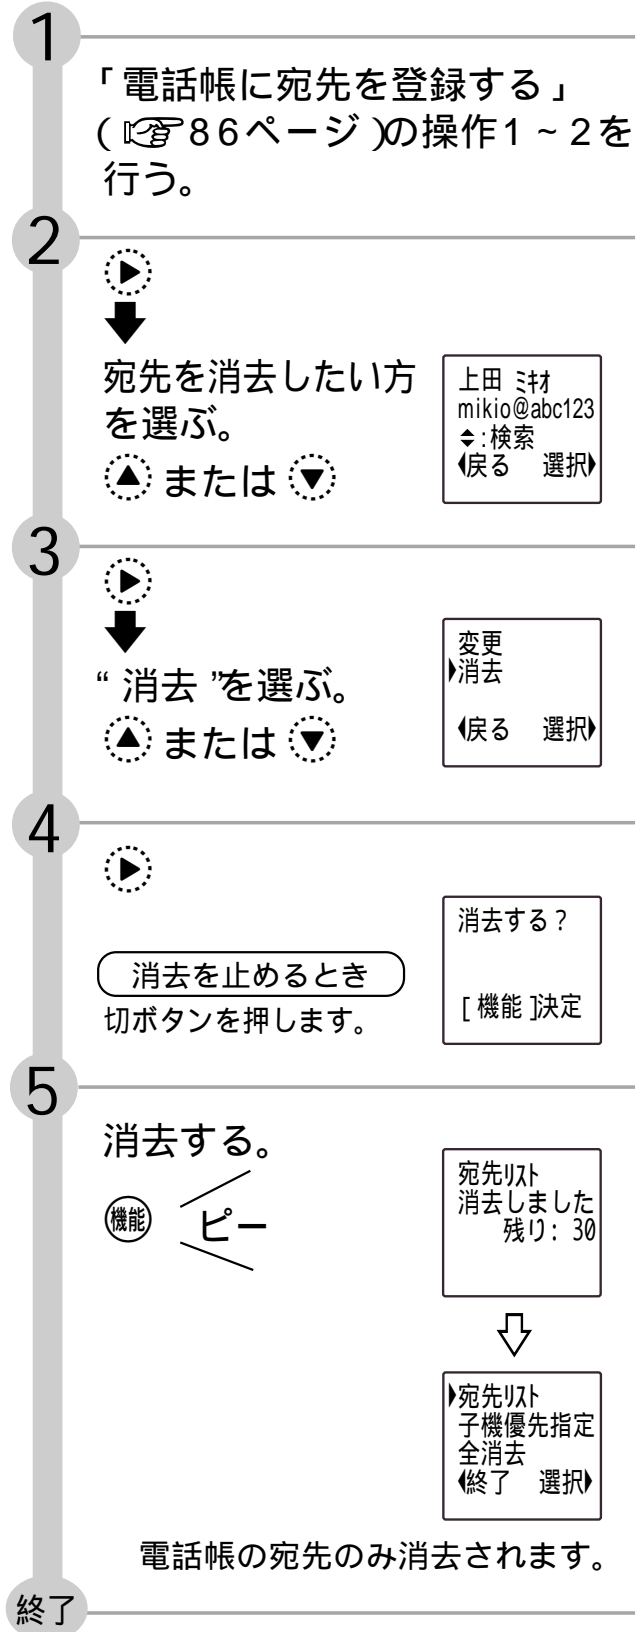 1
「電話帳に宛先を登録する」
(☞86ページ)の操作1~2を
行う。
2
▶
宛先を消去したい方
を選ぶ。
▲ または ▼
上田 ミキオ
mikio@abc123
:検索
戻る 選択
3
▶
“消去”を選ぶ。
▲ または ▼
変更
消去
戻る 選択
4
▶
消去を止めるとき
切ボタンを押します。
消去する?
[機能]決定
5
消去する。
機能 ピー
宛先リスト
消去しました
残り: 30
宛先リスト
子機優先指定
全消去
終了 選択
電話帳の宛先のみ消去されます。
終了